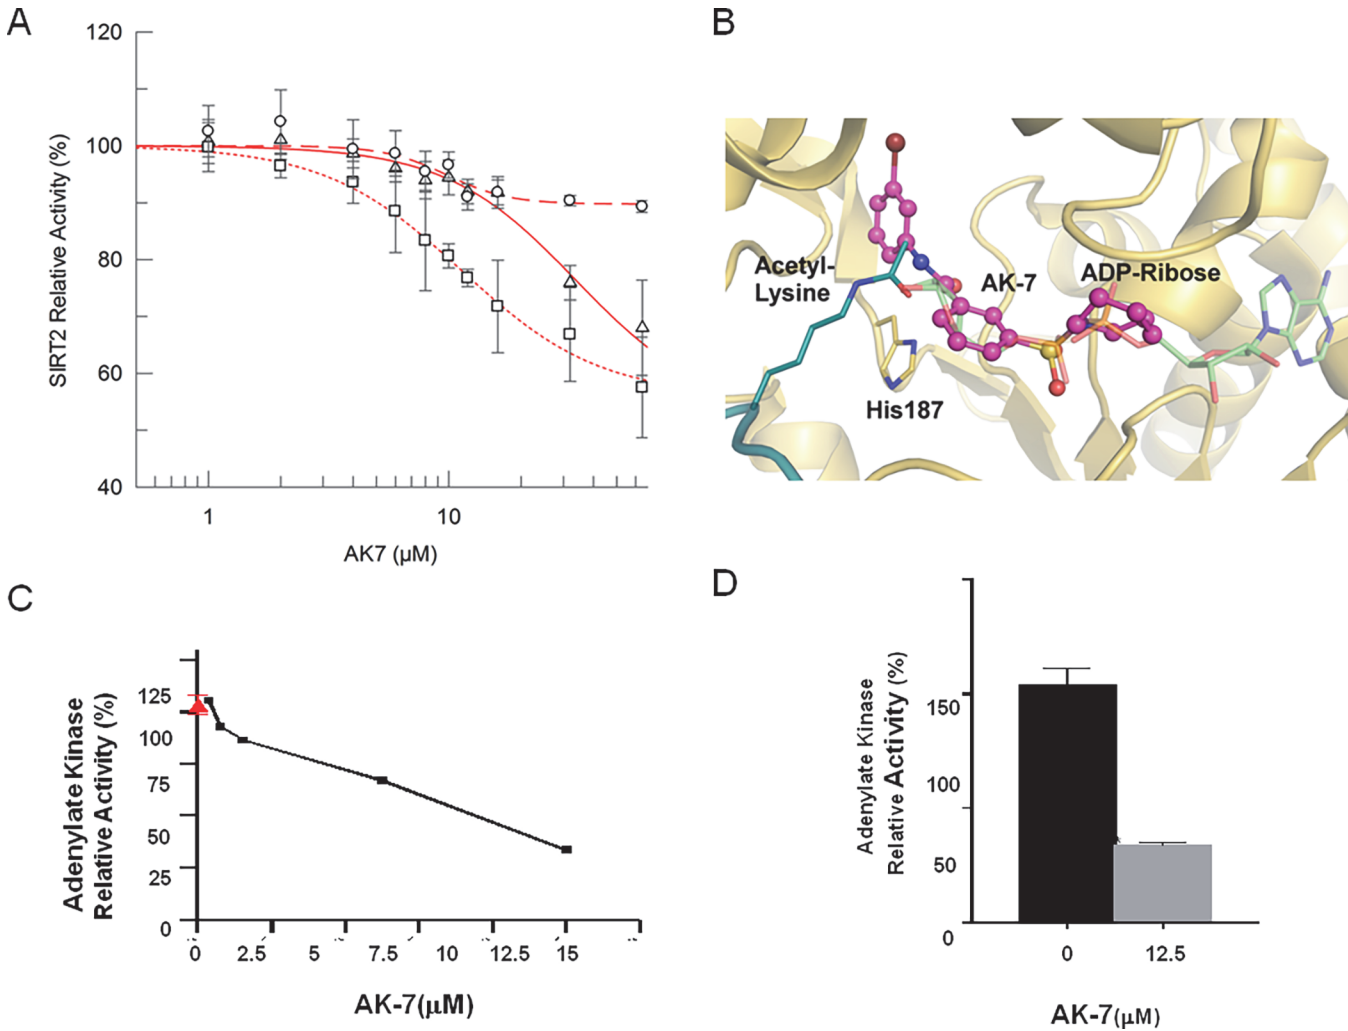 A
120
100
80
60
40
SIRT2 Relative Activity (%)
1
10
AK7 (µM)
B
Acetyl-
Lysine
AK-7
ADP-Ribose
His187
C
Adenylate Kinase
Relative Activity (%)
125
100
75
50
25
0
0 2.5 5 7.5 10 12.5 15
AK-7(µM)
D
Adenylate Kinase
Relative Activity (%)
150
100
50
0
0 12.5
AK-7(µM)